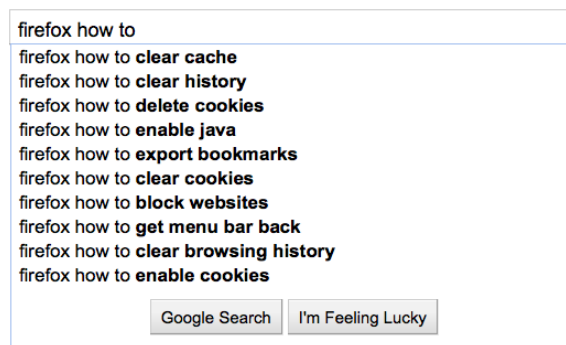 firefox how to
firefox how to clear cache
firefox how to clear history
firefox how to delete cookies
firefox how to enable java
firefox how to export bookmarks
firefox how to clear cookies
firefox how to block websites
firefox how to get menu bar back
firefox how to clear browsing history
firefox how to enable cookies
Google Search I'm Feeling Lucky